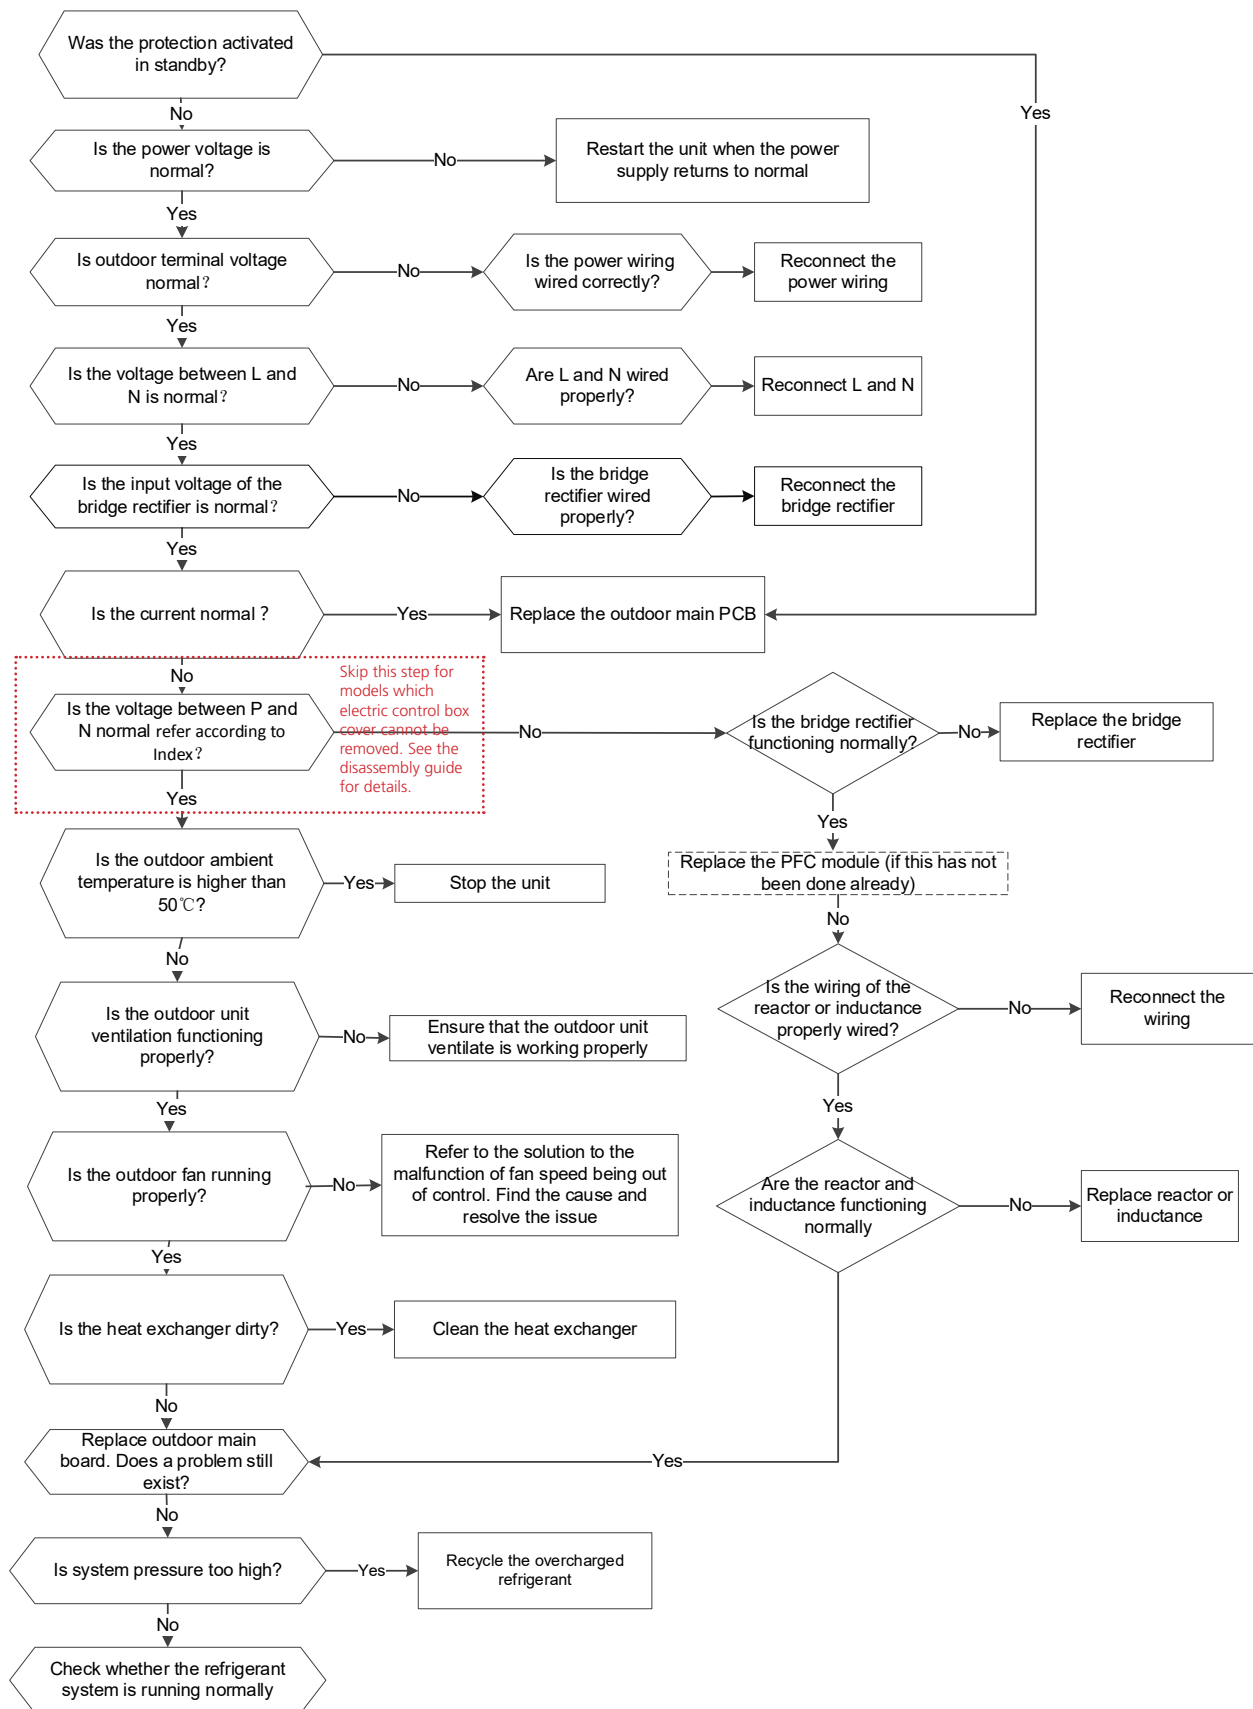 Was the protection activated
in standby?
Yes
No
Is the power voltage is
normal?
No
Restart the unit when the power
supply returns to normal
Yes
Is outdoor terminal voltage
normal?
No
Is the power wiring
wired correctly?
Reconnect the
power wiring
Yes
Is the voltage between L and
N is normal?
No
Are L and N wired
properly?
Reconnect L and N
Yes
Is the input voltage of the
bridge rectifier is normal?
No
Is the bridge
rectifier wired
properly?
Reconnect the
bridge rectifier
Yes
Is the current normal ?
Yes
Replace the outdoor main PCB
No
Skip this step for
models which
electric control box
cover cannot be
removed. See the
disassembly guide
for details.
Is the voltage between P and
N normal refer according to
Index?
No
Is the bridge rectifier
functioning normally?
No
Replace the bridge
rectifier
Yes
Yes
Replace the PFC module (if this has not
been done already)
Is the outdoor ambient
temperature is higher than
50℃?
Yes
Stop the unit
No
No
Is the wiring of the
reactor or inductance
properly wired?
No
Reconnect the
wiring
Is the outdoor unit
ventilation functioning
properly?
No
Ensure that the outdoor unit
ventilate is working properly
Yes
Yes
Is the outdoor fan running
properly?
No
Refer to the solution to the
malfunction of fan speed being out
of control. Find the cause and
resolve the issue
Are the reactor and
inductance functioning
normally
No
Replace reactor or
inductance
Yes
Is the heat exchanger dirty?
Yes
Clean the heat exchanger
No
Replace outdoor main
board. Does a problem still
exist?
Yes
No
Is system pressure too high?
Yes
Recycle the overcharged
refrigerant
No
Check whether the refrigerant
system is running normally